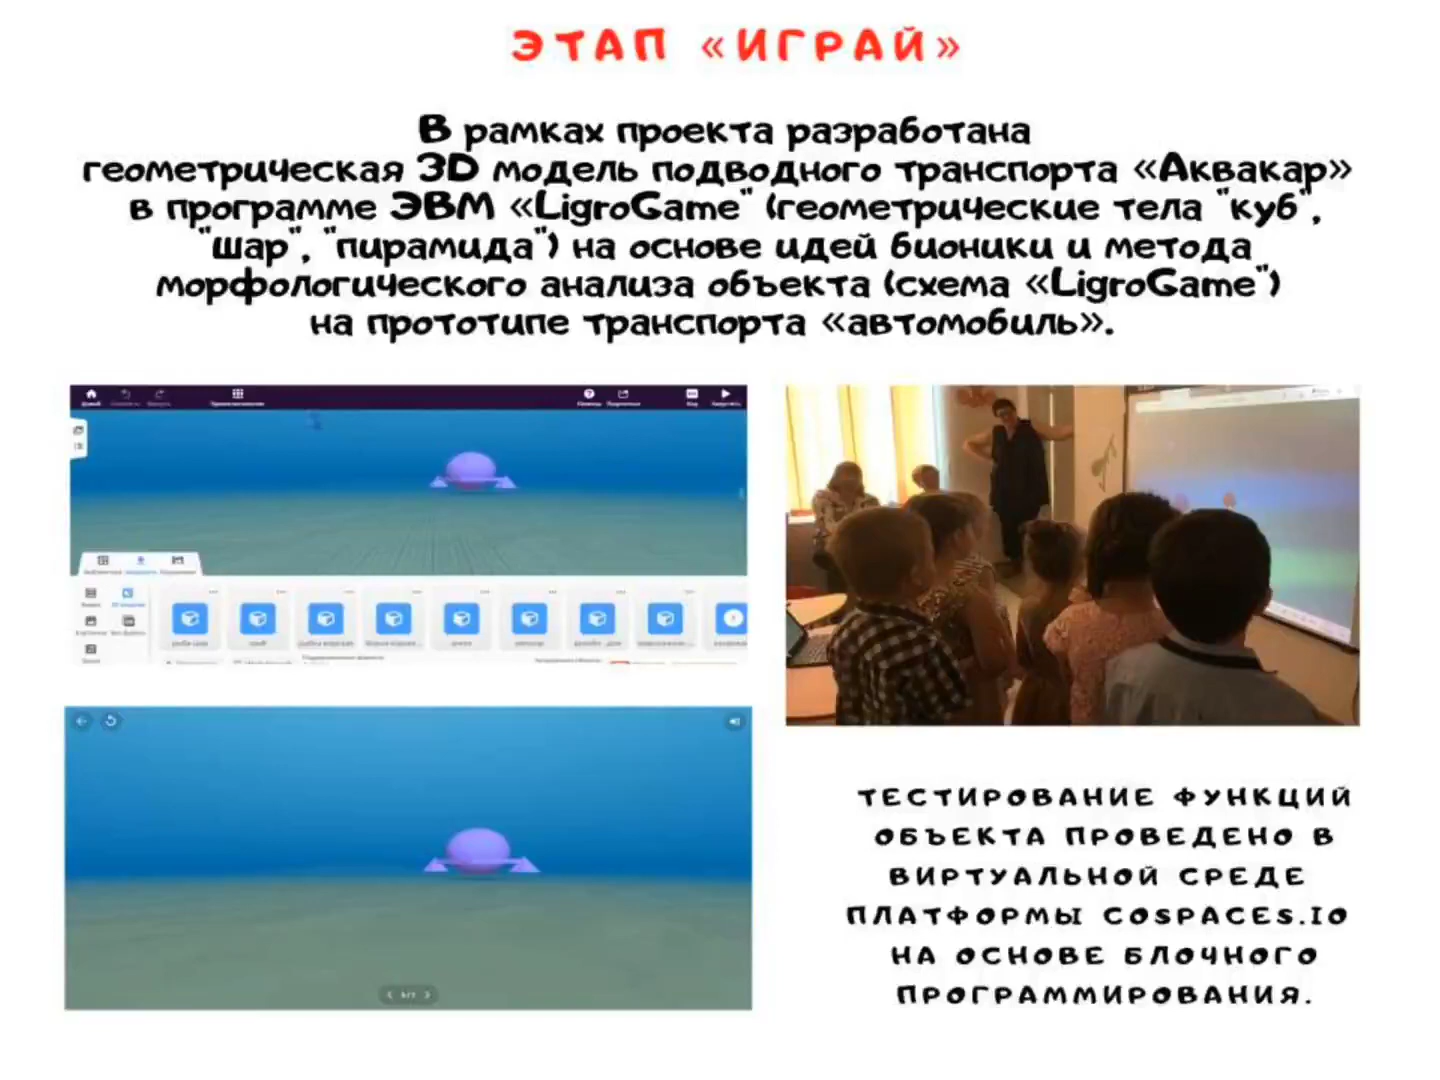 ЭТАП «ИГРАЙ»
В рамках проекта разработана
геометрическая 3D модель подводного транспорта «Аквакар»
в программе ЭВМ «LigroGame" (геометрические тела "куб",
"шар", "пирамида") на основе идей бионики и метода
морфологического анализа объекта (схема «LigroGame")
на прототипе транспорта «автомобиль».
ТЕСТИРОВАНИЕ ФУНКЦИЙ
ОБЪЕКТА ПРОВЕДЕНО В
ВИРТУАЛЬНОЙ СРЕДЕ
ПЛАТФОРМЫ COSPACES.IO
НА ОСНОВЕ БЛОЧНОГО
ПРОГРАММИРОВАНИЯ.